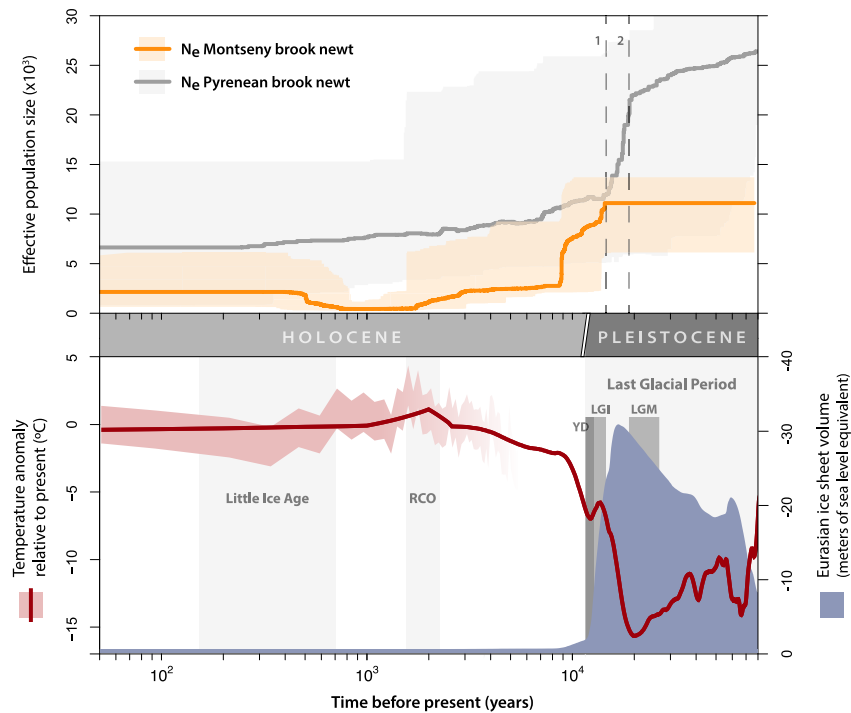 Effective population size (x10³)
30
25
20
15
10
5
0
Ne Montseny brook newt
Ne Pyrenean brook newt
1
2
HOLOCENE
PLEISTOCENE
Temperature anomaly
relative to present (ºC)
5
0
−5
−10
−15
Little Ice Age
RCO
Last Glacial Period
YD
LGI
LGM
−40
−30
−20
−10
0
Eurasian ice sheet volume
(meters of sea level equivalent)
10²
10³
10⁴
Time before present (years)